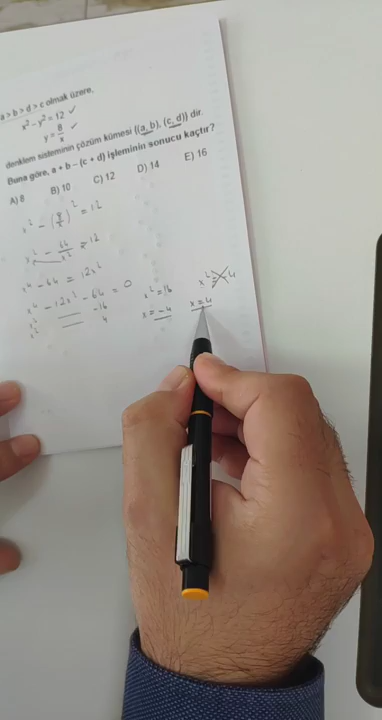 a > b > d > c olmak üzere,
x² – y² = 12 ✓
y = 8/x ✓
denklem sisteminin çözüm kümesi {(a, b), (c, d)} dir.
Buna göre, a + b – (c + d) işleminin sonucu kaçtır?
A) 8 B) 10 C) 12 D) 14 E) 16
x² - (8/x)² = 12
x² - 64/x² = 12
x⁴ - 64 = 12x²
x⁴ - 12x² - 64 = 0
x² -16
x² 4
x² = 16 x² = -4
x = -4 x = 4